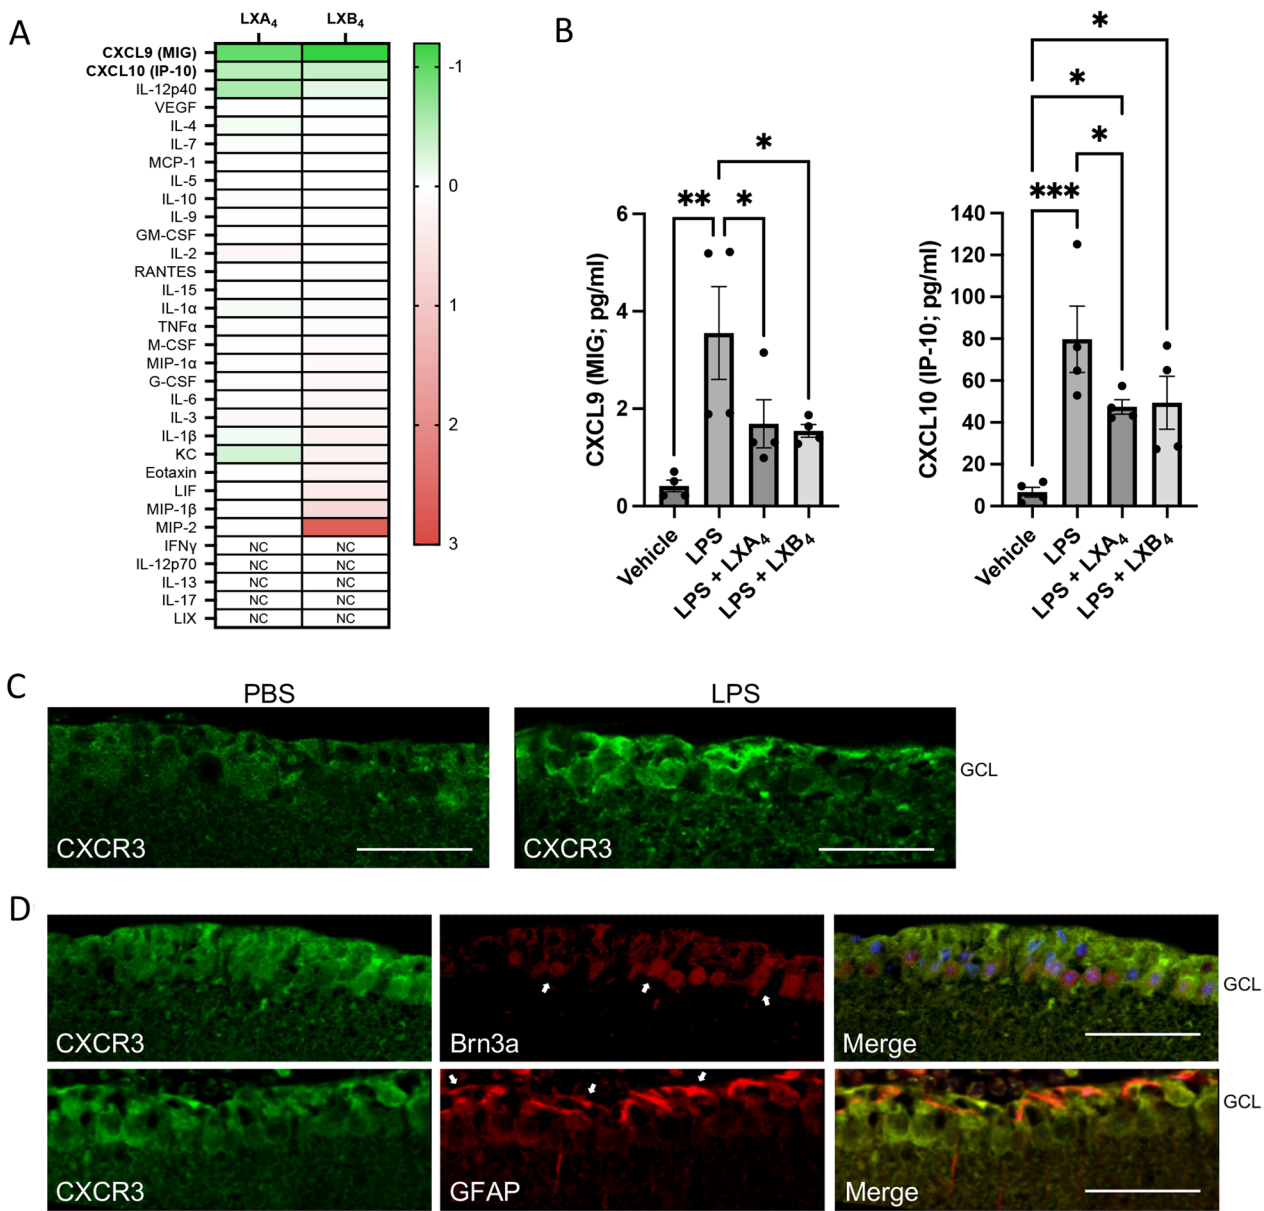 A
LXA4 LXB4
CXCL9 (MIG)
CXCL10 (IP-10)
IL-12p40
VEGF
IL-4
IL-7
MCP-1
IL-5
IL-10
IL-9
GM-CSF
IL-2
RANTES
IL-15
IL-1α
TNFα
M-CSF
MIP-1α
G-CSF
IL-6
IL-3
IL-1β
KC
Eotaxin
LIF
MIP-1β
MIP-2
IFNγ NC NC
IL-12p70 NC NC
IL-13 NC NC
IL-17 NC NC
LIX NC NC
-1
0
1
2
3
B
CXCL9 (MIG; pg/ml)
6
4
2
0
** * *
Vehicle
LPS
LPS + LXA4
LPS + LXB4
CXCL10 (IP-10; pg/ml)
140
120
100
80
60
40
20
0
*
*
*
***
Vehicle
LPS
LPS + LXA4
LPS + LXB4
C
PBS LPS
CXCR3 CXCR3 GCL
D
CXCR3 Brn3a Merge GCL
CXCR3 GFAP Merge GCL